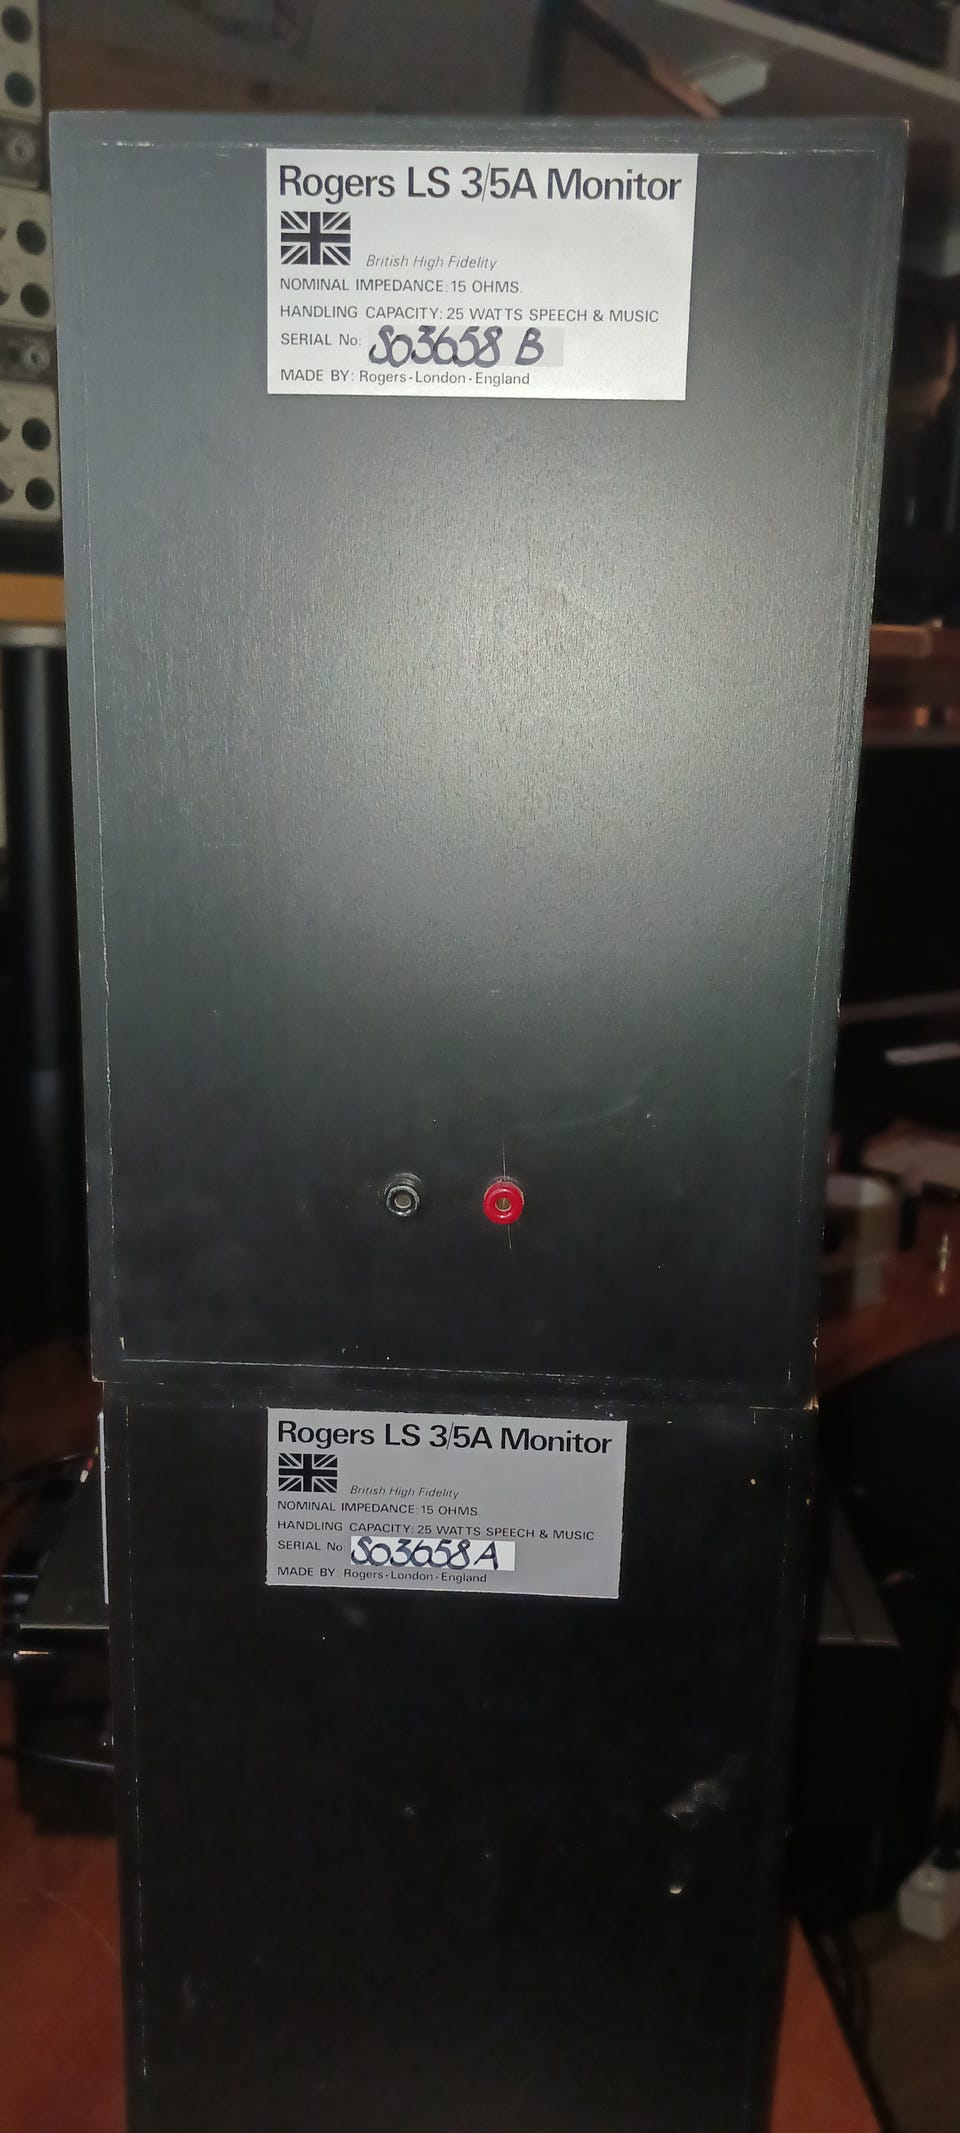 Rogers LS 3/5A Monitor
British High Fidelity
NOMINAL IMPEDANCE: 15 OHMS.
HANDLING CAPACITY: 25 WATTS SPEECH & MUSIC
SERIAL No: S03658 B
MADE BY: Rogers-London-England
Rogers LS 3/5A Monitor
British High Fidelity
NOMINAL IMPEDANCE: 15 OHMS.
HANDLING CAPACITY: 25 WATTS SPEECH & MUSIC
SERIAL No: S03658 A
MADE BY: Rogers-London-England